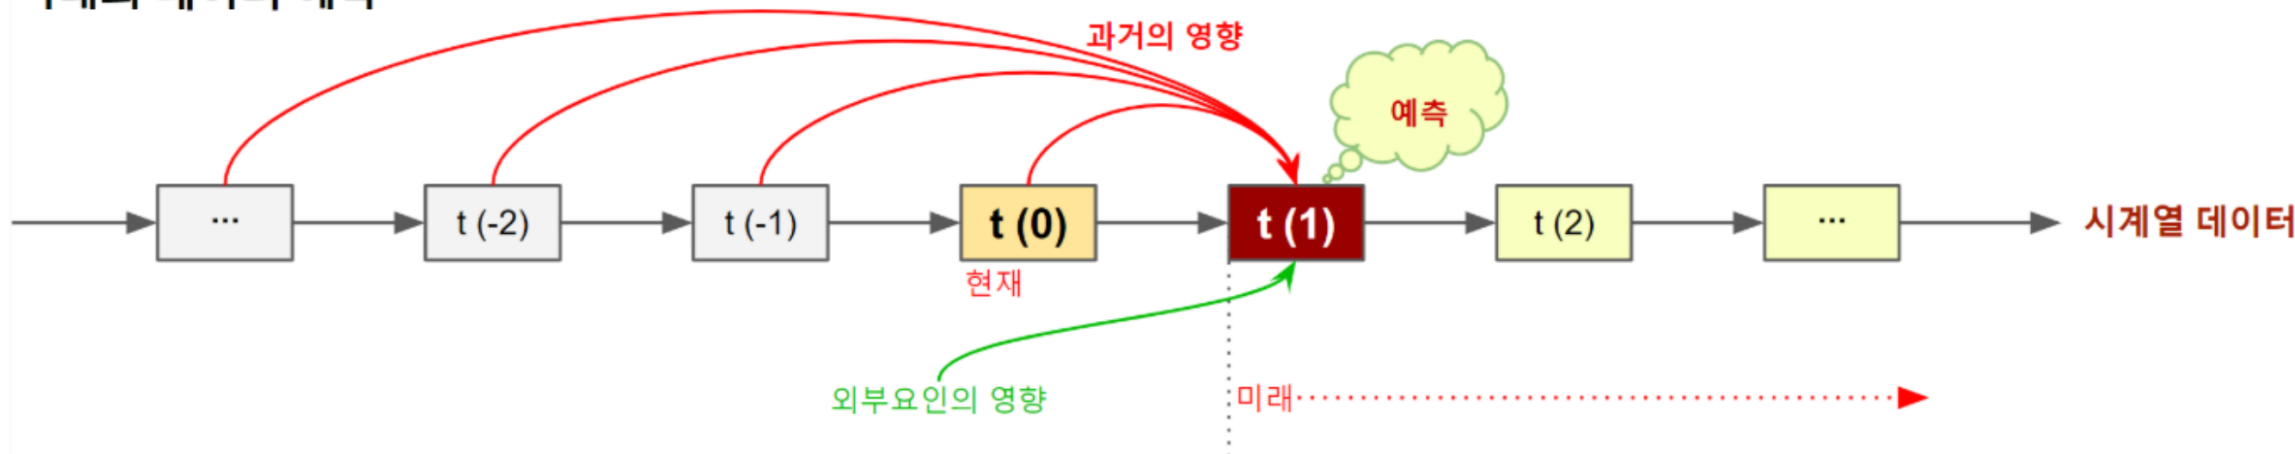 과거의 영향
예측
... t (-2) t (-1) t (0) t (1) t (2) ... 시계열 데이터
현재
외부요인의 영향 미래